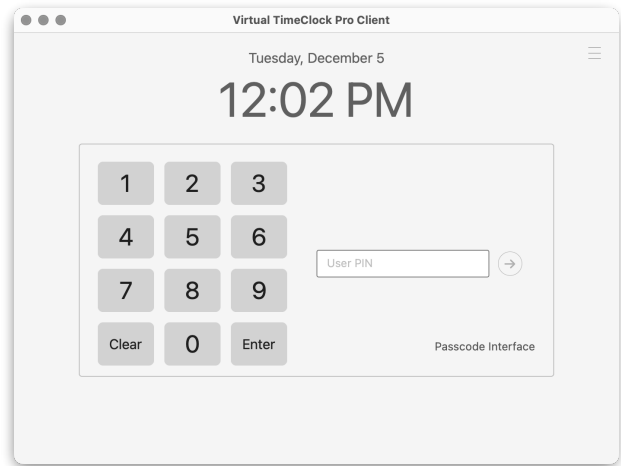 Virtual TimeClock Pro Client
Tuesday, December 5
12:02 PM
1 2 3
4 5 6
User PIN
7 8 9
Clear 0 Enter
Passcode Interface